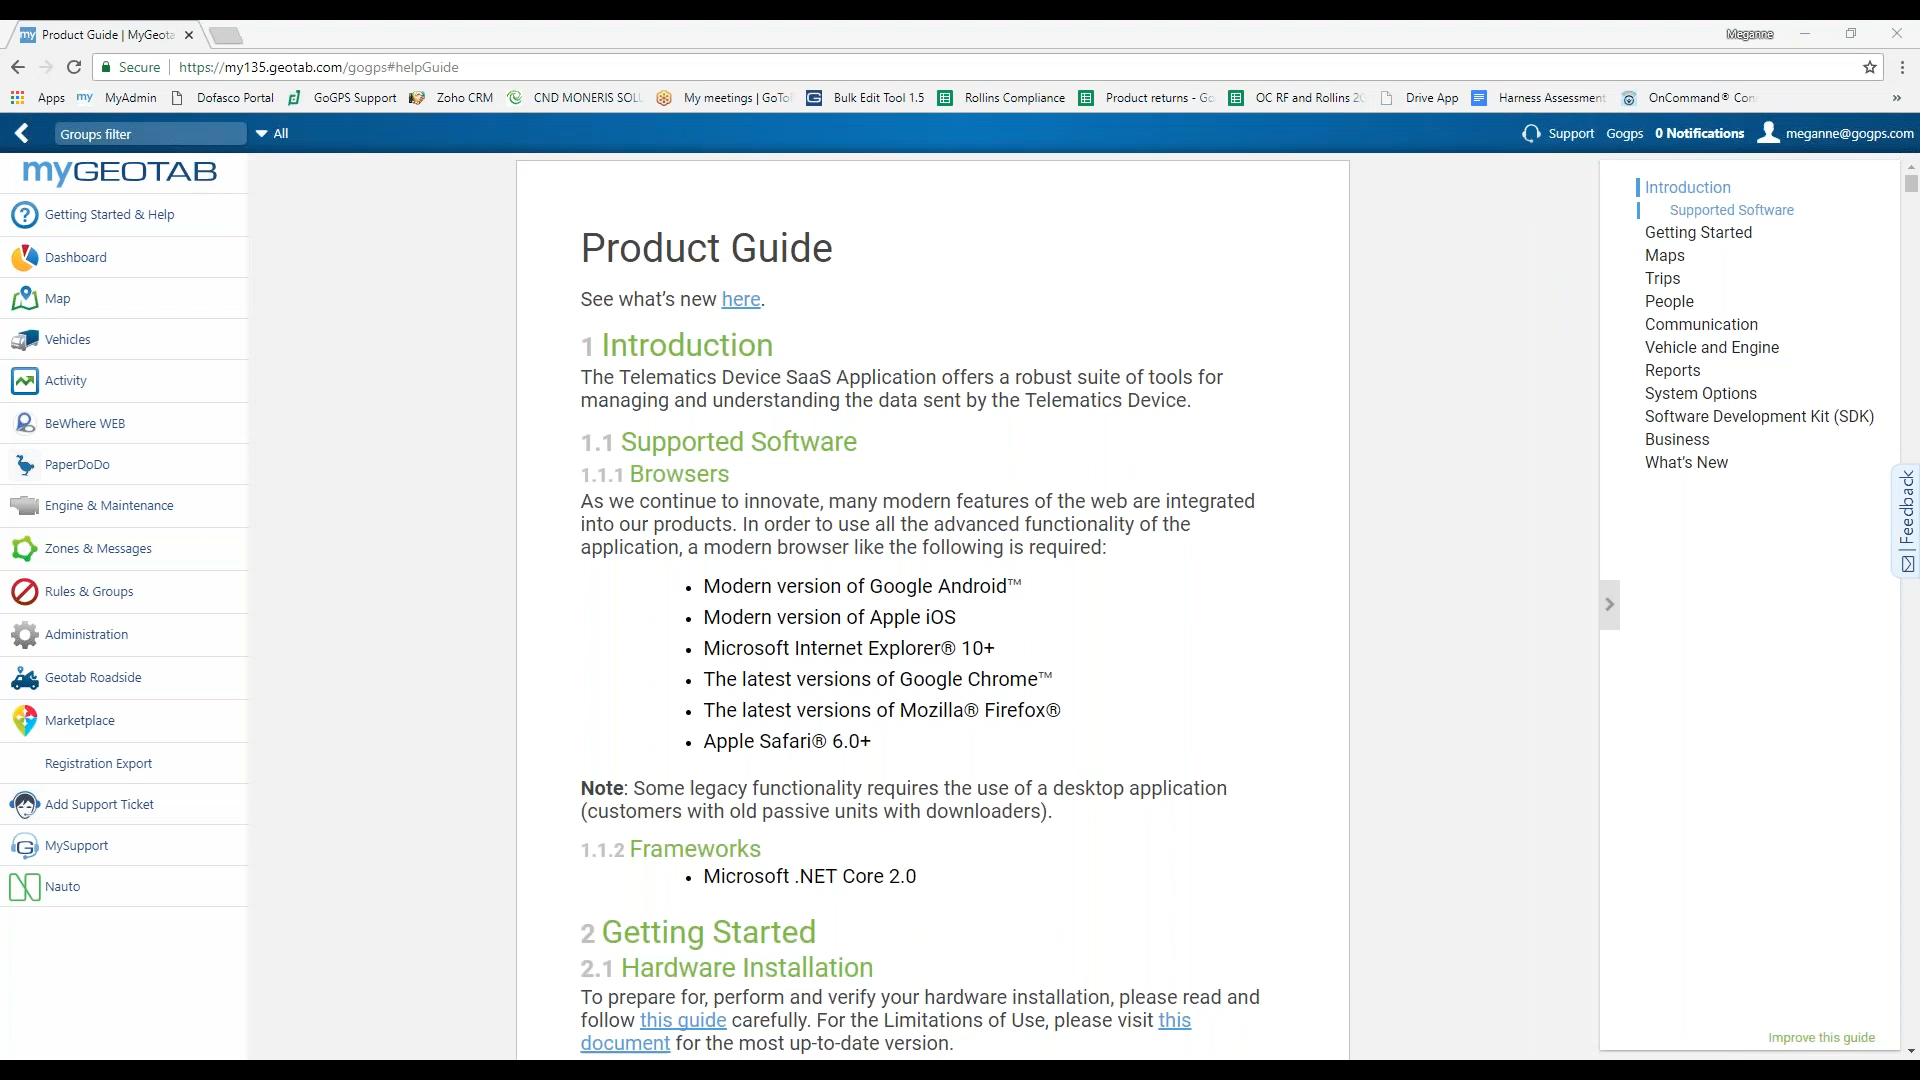 Product Guide | MyGeota
Meganne
Secure
https://my135.geotab.com/gogps#helpGuide
Apps
my MyAdmin
Dofasco Portal
GoGPS Support
Zoho CRM
CND MONERIS SOLU
My meetings | GoTo
Bulk Edit Tool 1.5
Rollins Compliance
Product returns - Go
OC RF and Rollins 20
Drive App
Harness Assessment
OnCommand® Con
»
Groups filter
All
Support
Gogps
0 Notifications
meganne@gogps.com
myGEOTAB
Getting Started & Help
Dashboard
Map
Vehicles
Activity
BeWhere WEB
PaperDoDo
Engine & Maintenance
Zones & Messages
Rules & Groups
Administration
Geotab Roadside
Marketplace
Registration Export
Add Support Ticket
MySupport
Nauto
Product Guide
See what's new here.
1 Introduction
The Telematics Device SaaS Application offers a robust suite of tools for
managing and understanding the data sent by the Telematics Device.
1.1 Supported Software
1.1.1 Browsers
As we continue to innovate, many modern features of the web are integrated
into our products. In order to use all the advanced functionality of the
application, a modern browser like the following is required:
• Modern version of Google Android™
• Modern version of Apple iOS
• Microsoft Internet Explorer® 10+
• The latest versions of Google Chrome™
• The latest versions of Mozilla® Firefox®
• Apple Safari® 6.0+
Note: Some legacy functionality requires the use of a desktop application
(customers with old passive units with downloaders).
1.1.2 Frameworks
• Microsoft .NET Core 2.0
2 Getting Started
2.1 Hardware Installation
To prepare for, perform and verify your hardware installation, please read and
follow this guide carefully. For the Limitations of Use, please visit this
document for the most up-to-date version.
Introduction
Supported Software
Getting Started
Maps
Trips
People
Communication
Vehicle and Engine
Reports
System Options
Software Development Kit (SDK)
Business
What's New
Feedback
Improve this guide